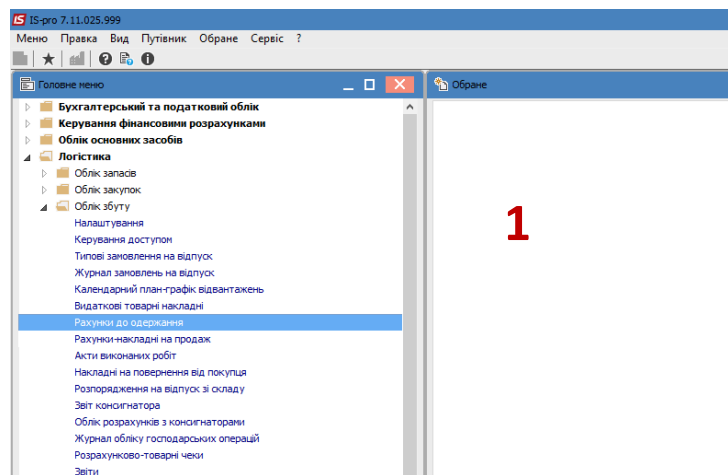 IS-pro 7.11.025.999
Меню Правка Вид Путівник Обране Сервіс ?
Головне меню
Обране
Бухгалтерський та податковий облік
Керування фінансовими розрахунками
Облік основних засобів
Логістика
Облік запасів
Облік закупок
Облік збуту
Налаштування
Керування доступом
Типові замовлення на відпуск
Журнал замовлень на відпуск
Календарний план-графік відвантажень
Видаткові товарні накладні
Рахунки до одержання
Рахунки-накладні на продаж
Акти виконаних робіт
Накладні на повернення від покупця
Розпорядження на відпуск зі складу
Звіт консигнатора
Облік розрахунків з консигнаторами
Журнал обліку господарських операцій
Розрахунково-товарні чеки
Звіти
1